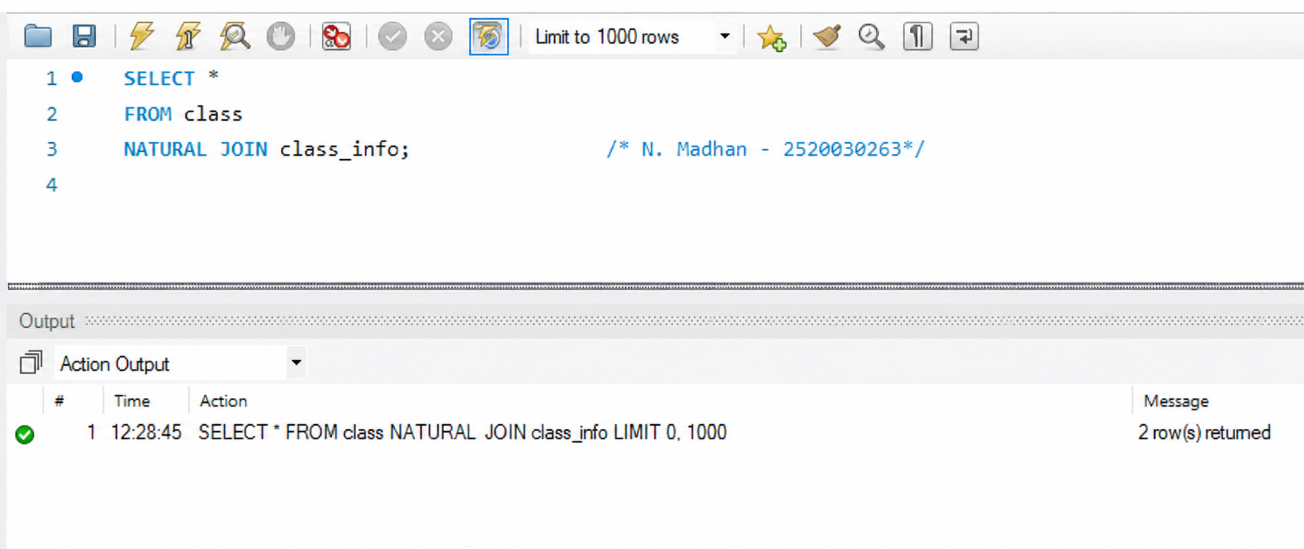 Limit to 1000 rows
1 SELECT *
2 FROM class
3 NATURAL JOIN class_info; /* N. Madhan - 2520030263*/
4
Output
Action Output
# Time Action Message
1 12:28:45 SELECT * FROM class NATURAL JOIN class_info LIMIT 0, 1000 2 row(s) returned